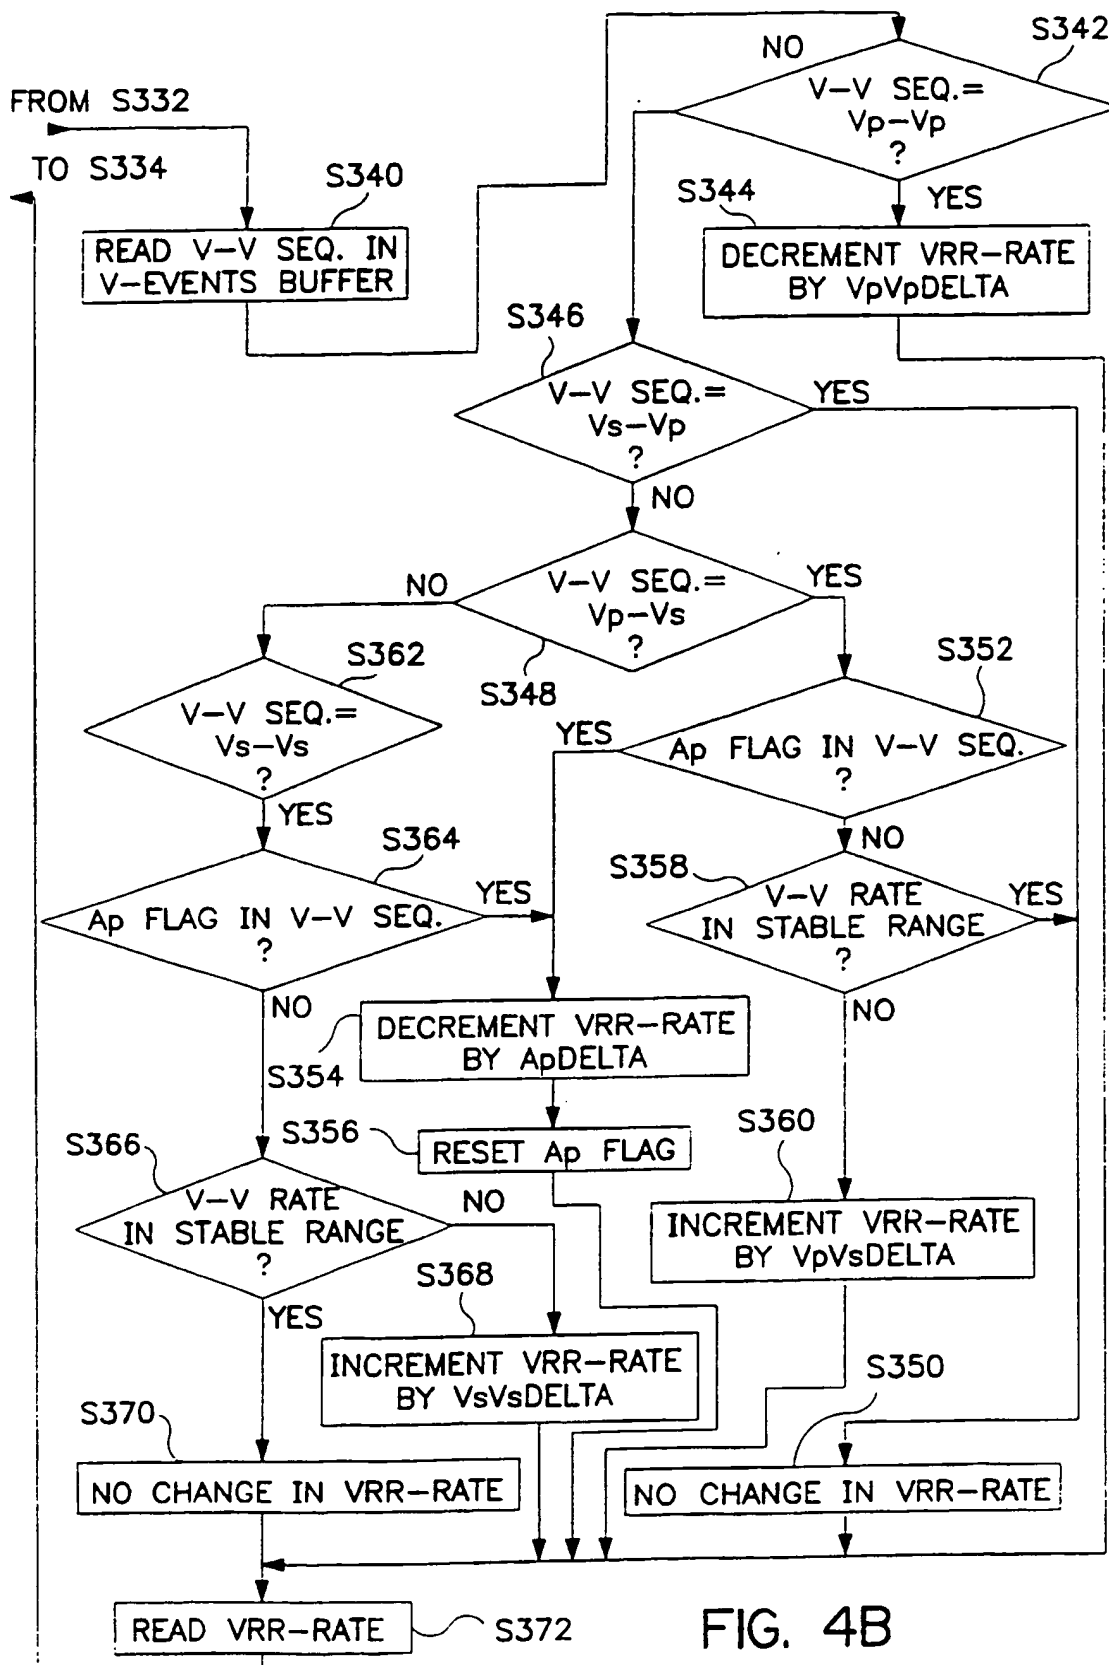 S342
NO
V-V SEQ.=
Vp-Vp
?
FROM S332
TO S334
S340
READ V-V SEQ. IN
V-EVENTS BUFFER
S344
YES
DECREMENT VRR-RATE
BY VpVpDELTA
S346
V-V SEQ.=
Vs-Vp
?
YES
NO
V-V SEQ.=
Vp-Vs
?
NO
YES
S348
S362
V-V SEQ.=
Vs-Vs
?
YES
S352
Ap FLAG IN V-V SEQ.
?
YES
NO
S364
Ap FLAG IN V-V SEQ.
?
YES
NO
S358
V-V RATE
IN STABLE RANGE
?
YES
NO
DECREMENT VRR-RATE
BY ApDELTA
S354
S356
RESET Ap FLAG
S366
V-V RATE
IN STABLE RANGE
?
NO
YES
S360
INCREMENT VRR-RATE
BY VpVsDELTA
S368
INCREMENT VRR-RATE
BY VsVsDELTA
S350
S370
NO CHANGE IN VRR-RATE
NO CHANGE IN VRR-RATE
READ VRR-RATE
S372
FIG. 4B